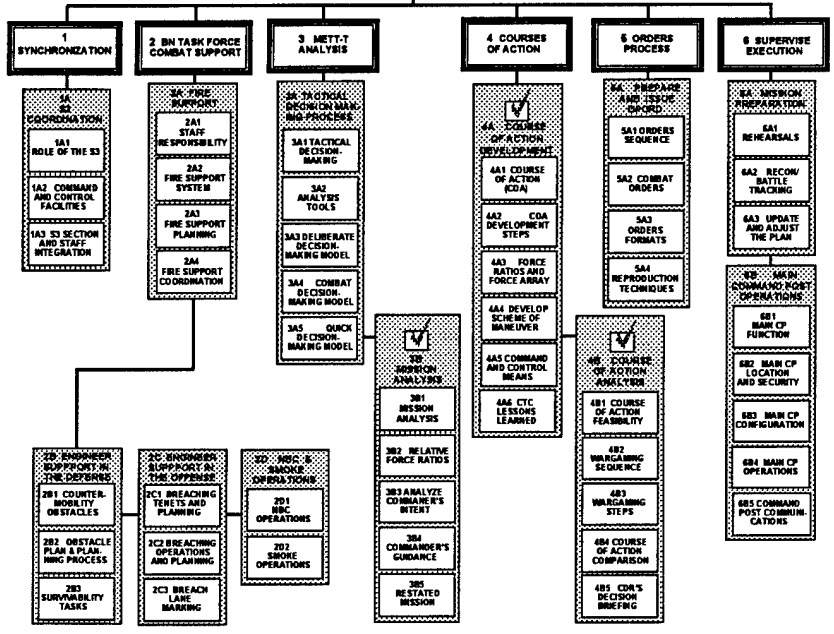 1
SYNCHRONIZATION
2 BN TASK FORCE
COMBAT SUPPORT
3 METT-T
ANALYSIS
4 COURSES
OF ACTION
5 ORDERS
PROCESS
6 SUPERVISE
EXECUTION
1A
S3
COORDINATION
1A1
ROLE OF THE S3
1A2 COMMAND
AND CONTROL
FACILITIES
1A3 S3 SECTION
AND STAFF
INTEGRATION
2A FIRE
SUPPORT
2A1
STAFF
RESPONSIBILITY
2A2
FIRE SUPPORT
SYSTEM
2A3
FIRE SUPPORT
PLANNING
2A4
FIRE SUPPORT
COORDINATION
2B ENGINEER
SUPPPORT IN
THE DEFENSE
2B1 COUNTER-
MOBILITY
OBSTACLES
2B2 OBSTACLE
PLAN & PLAN-
NING PROCESS
2B3
SURVIVABILITY
TASKS
2C ENGINEER
SUPPPORT IN
THE OFFENSE
2C1 BREACHING
TENETS AND
PLANNING
2C2 BREACHING
OPERATIONS
AND PLANNING
2C3 BREACH
LANE
MARKING
2D NBC &
SMOKE
OPERATIONS
2D1
NBC
OPERATIONS
2D2
SMOKE
OPERATIONS
3A TACTICAL
DECISION MAK-
ING PROCESS
3A1 TACTICAL
DECISION-
MAKING
3A2
ANALYSIS
TOOLS
3A3 DELIBERATE
DECISION-
MAKING MODEL
3A4 COMBAT
DECISION-
MAKING MODEL
3A5 QUICK
DECISION-
MAKING MODEL
3B
MISSION
ANALYSIS
3B1
MISSION
ANALYSIS
3B2 RELATIVE
FORCE RATIOS
3B3 ANALYZE
COMMANER'S
INTENT
3B4
COMMANDER'S
GUIDANCE
3B5
RESTATED
MISSION
4A COURSE
OF ACTION
DEVELOPMENT
4A1 COURSE
OF ACTION
(COA)
4A2 COA
DEVELOPMENT
STEPS
4A3 FORCE
RATIOS AND
FORCE ARRAY
4A4 DEVELOP
SCHEME OF
MANEUVER
4A5 COMMAND
AND CONTROL
MEANS
4A6 CTC
LESSONS
LEARNED
4B COURSE
OF ACTION
ANALYSIS
4B1 COURSE
OF ACTION
FEASIBILITY
4B2
WARGAMING
SEQUENCE
4B3
WARGAMING
STEPS
4B4 COURSE
OF ACTION
COMPARISON
4B5 CDR'S
DECISION
BRIEFING
5A PREPARE
AND ISSUE
OPORD
5A1 ORDERS
SEQUENCE
5A2 COMBAT
ORDERS
5A3
ORDERS
FORMATS
5A4
REPRODUCTION
TECHNIQUES
6A MISSION
PREPARATION
6A1
REHEARSALS
6A2 RECON/
BATTLE
TRACKING
6A3 UPDATE
AND ADJUST
THE PLAN
6B MAIN
COMMAND POST
OPERATIONS
6B1
MAIN CP
FUNCTION
6B2 MAIN CP
LOCATION
AND SECURITY
6B3 MAIN CP
CONFIGURATION
6B4 MAIN CP
OPERATIONS
6B5 COMMAND
POST COMMUNI-
CATIONS